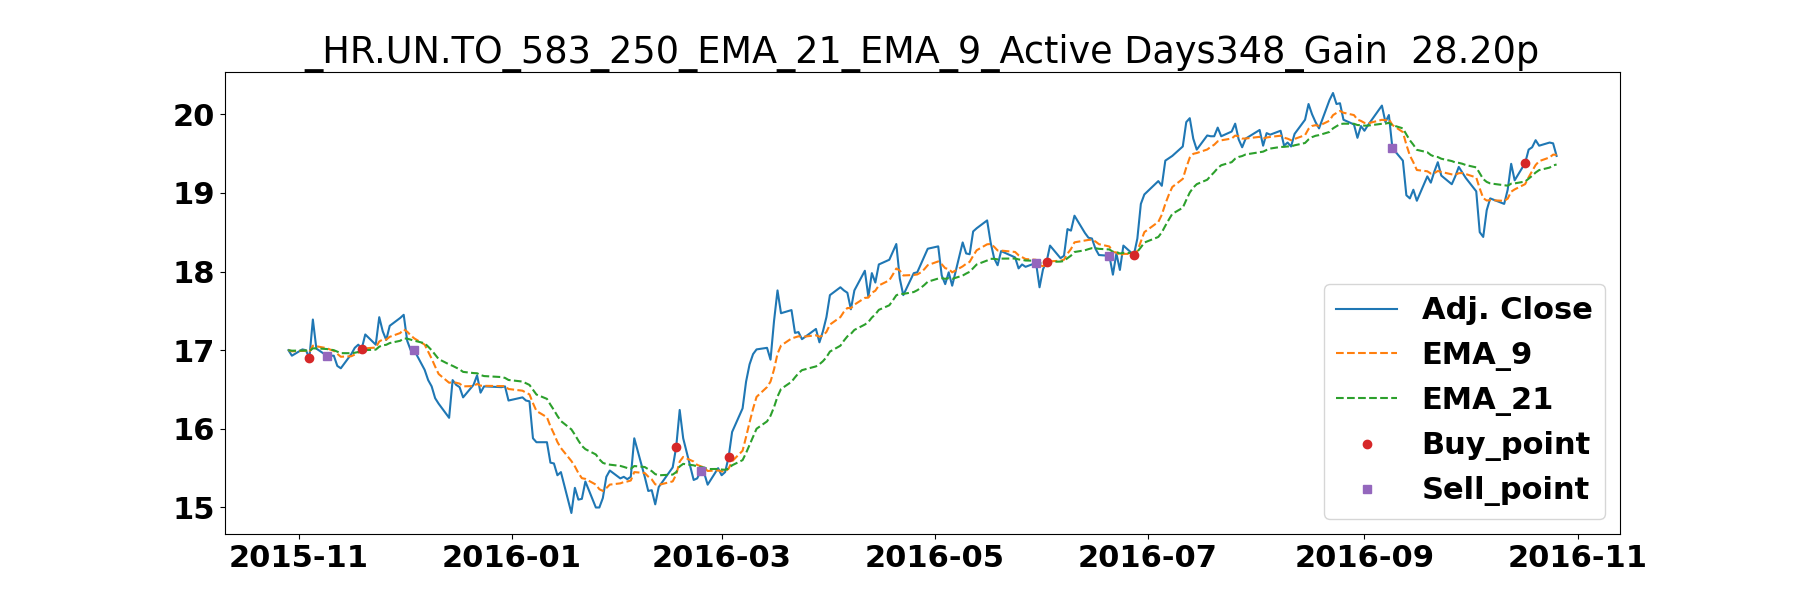 _HR.UN.TO_583_250_EMA_21_EMA_9_Active Days348_Gain  28.20p
20
19
18
17
16
15
Adj. Close
EMA_9
EMA_21
Buy_point
Sell_point
2015-11 2016-01 2016-03 2016-05 2016-07 2016-09 2016-11